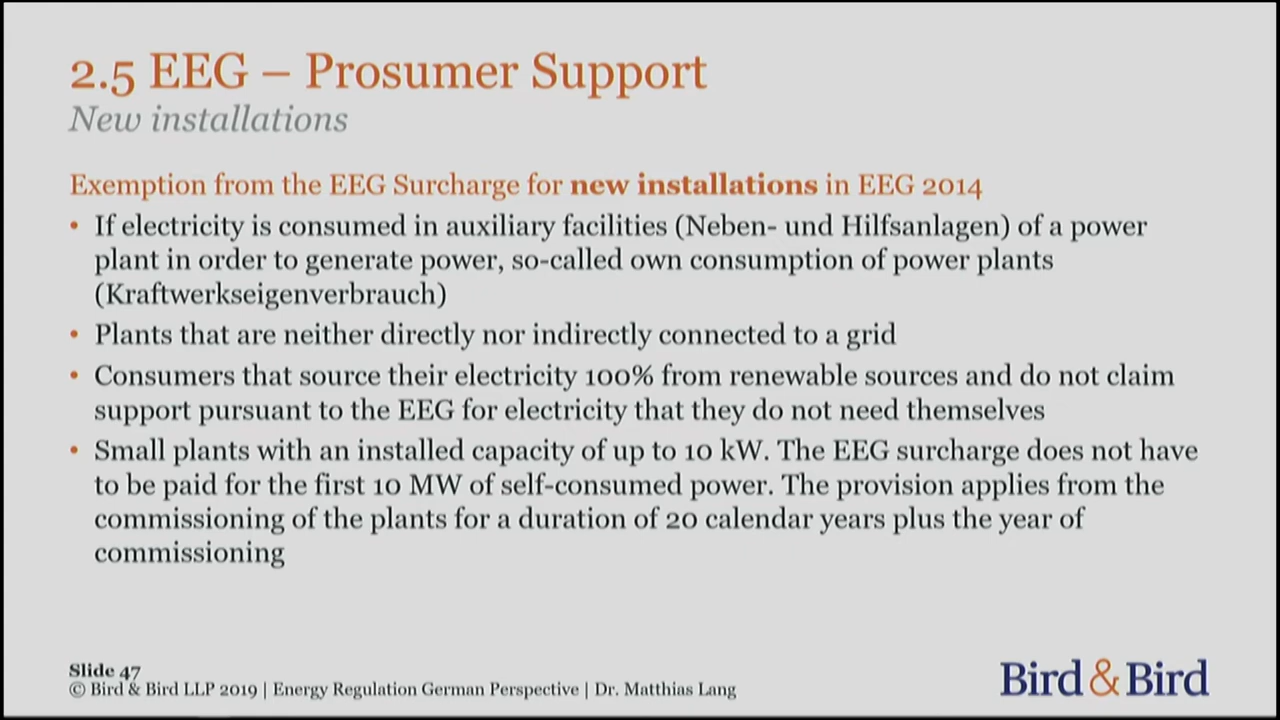 2.5 EEG – Prosumer Support
New installations
Exemption from the EEG Surcharge for new installations in EEG 2014
• If electricity is consumed in auxiliary facilities (Neben- und Hilfsanlagen) of a power
plant in order to generate power, so-called own consumption of power plants
(Kraftwerkseigenverbrauch)
• Plants that are neither directly nor indirectly connected to a grid
• Consumers that source their electricity 100% from renewable sources and do not claim
support pursuant to the EEG for electricity that they do not need themselves
• Small plants with an installed capacity of up to 10 kW. The EEG surcharge does not have
to be paid for the first 10 MW of self-consumed power. The provision applies from the
commissioning of the plants for a duration of 20 calendar years plus the year of
commissioning
Slide 47
© Bird & Bird LLP 2019 | Energy Regulation German Perspective | Dr. Matthias Lang
Bird & Bird